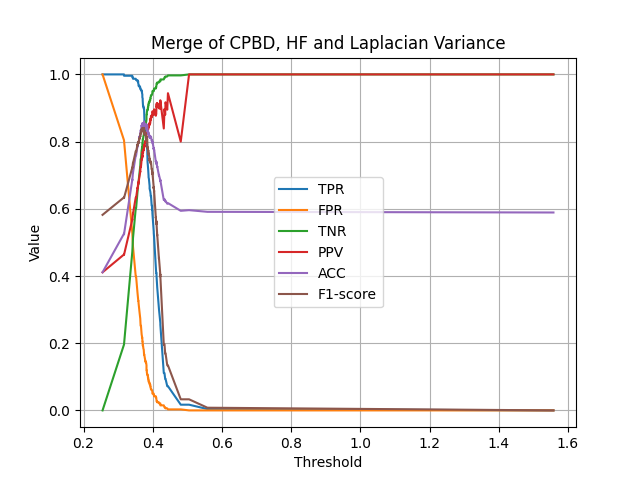 Merge of CPBD, HF and Laplacian Variance
1.0
0.8
0.6
0.4
0.2
0.0
Value
TPR
FPR
TNR
PPV
ACC
F1-score
0.2 0.4 0.6 0.8 1.0 1.2 1.4 1.6
Threshold